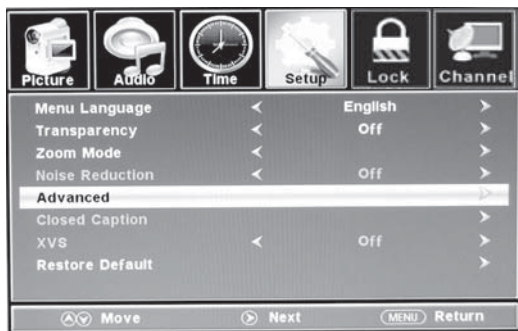 Picture Audio Time Setup Lock Channel
Menu Language English
Transparency Off
Zoom Mode
Noise Reduction Off
Advanced
Closed Caption
XVS Off
Restore Default
Move Next MENU Return